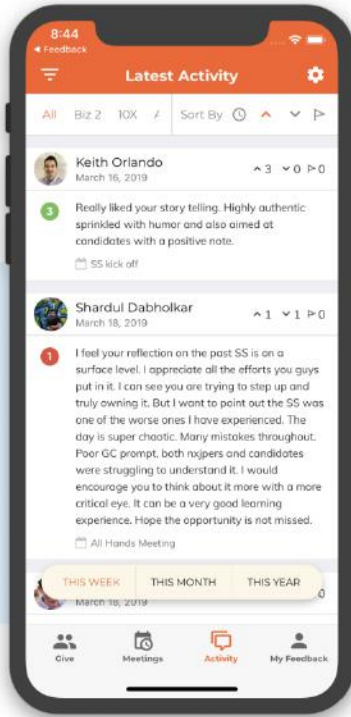 8:44
Feedback
Latest Activity
All Biz 2 10X Sort By
Keith Orlando
March 16, 2019
3 0 0
3
Really liked your story telling. Highly authentic
sprinkled with humor and also aimed at
candidates with a positive note.
SS kick off
Shardul Dabholkar
March 18, 2019
1 1 0
1
I feel your reflection on the past SS is on a
surface level. I appreciate all the efforts you guys
put in it. I can see you are trying to step up and
truly owning it. But I want to point out the SS was
one of the worse ones I have experienced. The
day is super chaotic. Many mistakes throughout.
Poor GC prompt, both nxjpers and candidates
were struggling to understand it. I would
encourage you to think about it more with a more
critical eye. It can be a very good learning
experience. Hope the opportunity is not missed.
All Hands Meeting
THIS WEEK THIS MONTH THIS YEAR
0
March 18, 2019
Give Meetings Activity My Feedback